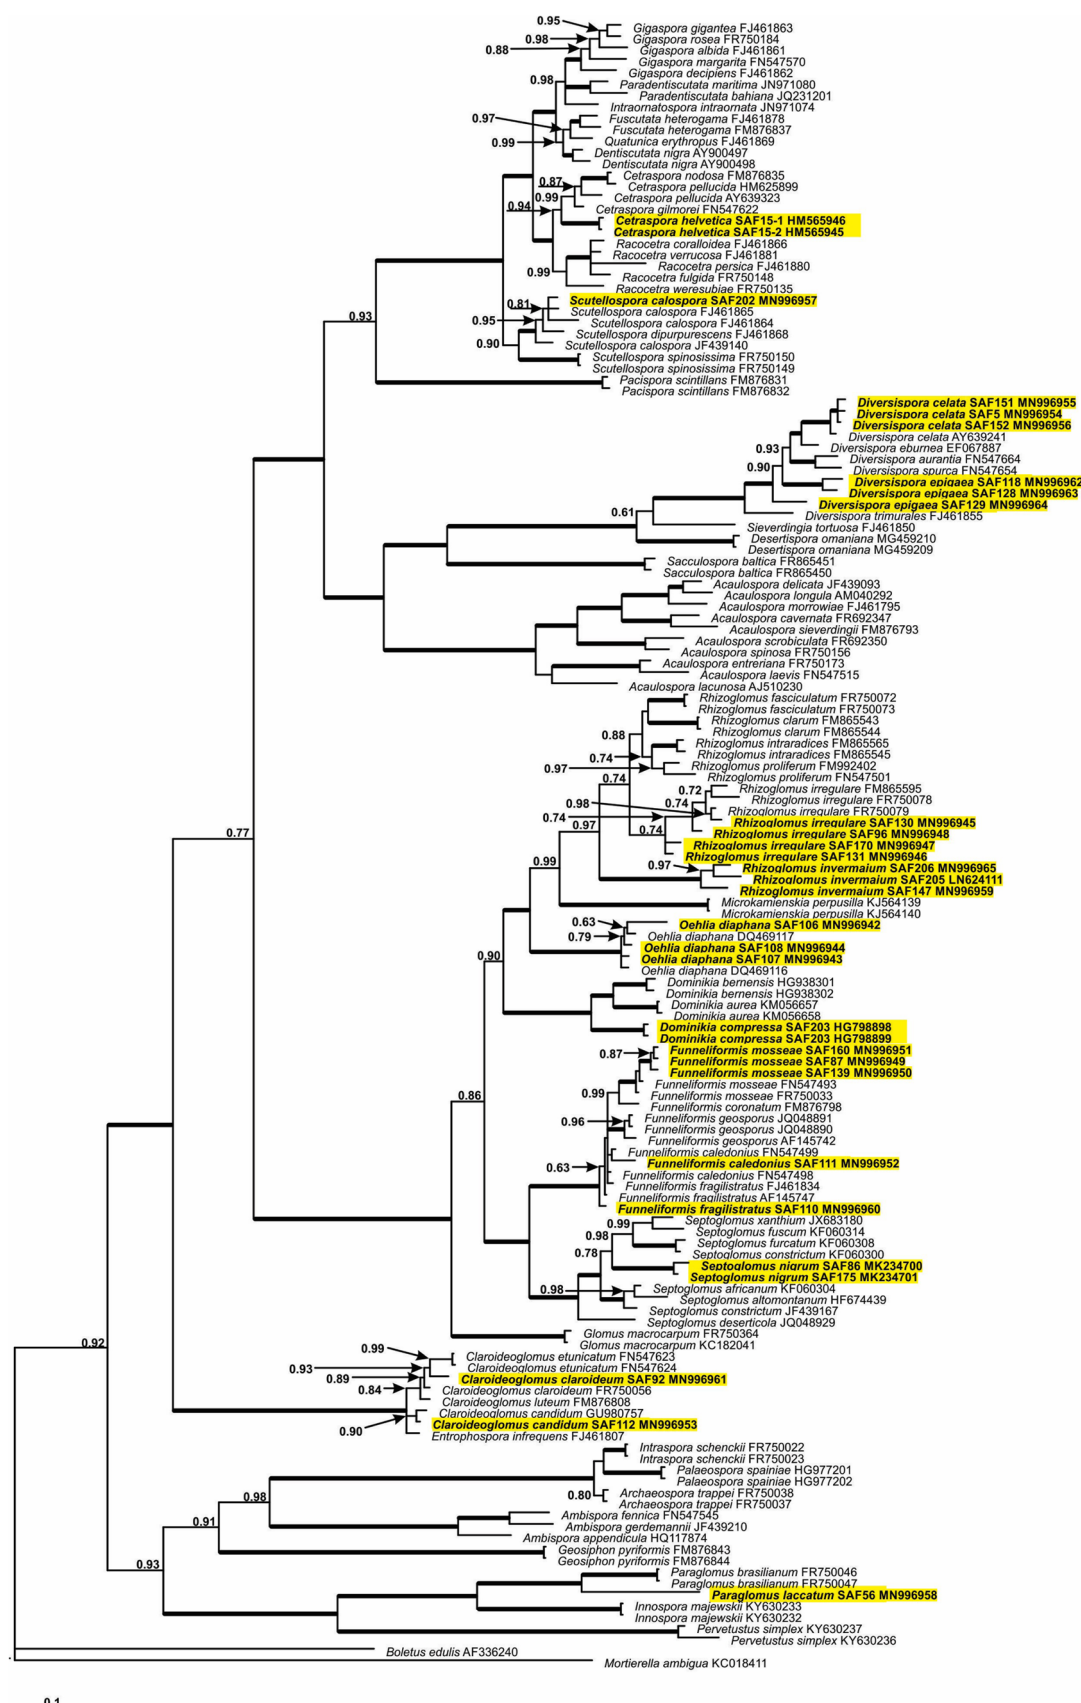 0.95
Gigaspora gigantea FJ461863
0.98
Gigaspora rosea FR750184
0.88
Gigaspora albida FJ461861
Gigaspora margarita FN547570
Gigaspora decipiens FJ461862
0.98
Paradentiscutata maritima JN971080
Paradentiscutata bahiana JQ231201
Intraornatospora intraornata JN971074
0.97
Fuscutata heterogama FJ461878
Fuscutata heterogama FM876837
0.99
Quatunica erythropus FJ461869
Dentiscutata nigra AY900497
Dentiscutata nigra AY900498
Cetraspora nodosa FM876835
0.87
Cetraspora pellucida HM625899
0.99
Cetraspora pellucida AY639323
0.94
Cetraspora gilmorei FN547622
Cetraspora helvetica SAF15-1 HM565946
Cetraspora helvetica SAF15-2 HM565945
Racocetra coralloidea FJ461866
Racocetra verrucosa FJ461881
Racocetra persica FJ461880
0.99
Racocetra fulgida FR750148
Racocetra weresubiae FR750135
0.81
Scutellospora calospora SAF202 MN996957
Scutellospora calospora FJ461865
0.93
0.95
Scutellospora calospora FJ461864
Scutellospora dipurpurescens FJ461868
0.90
Scutellospora calospora JF439140
Scutellospora spinosissima FR750150
Scutellospora spinosissima FR750149
Pacispora scintillans FM876831
Pacispora scintillans FM876832
Diversispora celata SAF151 MN996955
Diversispora celata SAF5 MN996954
Diversispora celata SAF152 MN996956
Diversispora celata AY639241
0.93
Diversispora eburnea EF067887
Diversispora aurantia FN547664
0.90
Diversispora spurca FN547654
Diversispora epigaea SAF118 MN996962
Diversispora epigaea SAF128 MN996963
Diversispora epigaea SAF129 MN996964
0.61
Diversispora trimurales FJ461855
Sieverdingia tortuosa FJ461850
Desertispora omaniana MG459210
Desertispora omaniana MG459209
Sacculospora baltica FR865451
Sacculospora baltica FR865450
Acaulospora delicata JF439093
Acaulospora longula AM040292
Acaulospora morrowiae FJ461795
Acaulospora cavernata FR692347
Acaulospora sieverdingii FM876793
Acaulospora scrobiculata FR692350
Acaulospora spinosa FR750156
Acaulospora entreriana FR750173
Acaulospora laevis FN547515
Acaulospora lacunosa AJ510230
Rhizoglomus fasciculatum FR750072
Rhizoglomus fasciculatum FR750073
Rhizoglomus clarum FM865543
Rhizoglomus clarum FM865544
0.88
Rhizoglomus intraradices FM865565
0.74
Rhizoglomus intraradices FM865545
0.97
Rhizoglomus proliferum FM992402
0.74
Rhizoglomus proliferum FN547501
0.72
Rhizoglomus irregulare FM865595
0.98
0.74
Rhizoglomus irregulare FR750078
Rhizoglomus irregulare FR750079
0.74
0.97
0.74
Rhizoglomus irregulare SAF130 MN996945
Rhizoglomus irregulare SAF96 MN996948
0.77
Rhizoglomus irregulare SAF170 MN996947
Rhizoglomus irregulare SAF131 MN996946
0.99
0.97
Rhizoglomus invermaium SAF206 MN996965
Rhizoglomus invermaium SAF205 LN624111
Rhizoglomus invermaium SAF147 MN996959
Microkamienskia perpusilla KJ564139
Microkamienskia perpusilla KJ564140
0.63
Oehlia diaphana SAF106 MN996942
0.79
Oehlia diaphana DQ469117
Oehlia diaphana SAF108 MN996944
0.90
Oehlia diaphana SAF107 MN996943
Oehlia diaphana DQ469116
Dominikia bernensis HG938301
Dominikia bernensis HG938302
Dominikia aurea KM056657
Dominikia aurea KM056658
Dominikia compressa SAF203 HG798898
Dominikia compressa SAF203 HG798899
0.87
Funneliformis mosseae SAF160 MN996951
Funneliformis mosseae SAF87 MN996949
Funneliformis mosseae SAF139 MN996950
Funneliformis mosseae FN547493
0.86
0.99
Funneliformis mosseae FR750033
Funneliformis coronatum FM876798
0.96
Funneliformis geosporus JQ048891
Funneliformis geosporus JQ048890
Funneliformis geosporus AF145742
Funneliformis caledonius FN547499
0.63
Funneliformis caledonius SAF111 MN996952
Funneliformis caledonius FN547498
Funneliformis fragilistratus FJ461834
Funneliformis fragilistratus AF145747
Funneliformis fragilistratus SAF110 MN996960
0.99
Septoglomus xanthium JX683180
0.98
Septoglomus fuscum KF060314
Septoglomus furcatum KF060308
0.78
Septoglomus constrictum KF060300
Septoglomus nigrum SAF86 MK234700
Septoglomus nigrum SAF175 MK234701
0.98
Septoglomus africanum KF060304
Septoglomus altomontanum HF674439
Septoglomus constrictum JF439167
Septoglomus deserticola JQ048929
Glomus macrocarpum FR750364
0.92
Glomus macrocarpum KC182041
0.99
Claroideoglomus etunicatum FN547623
0.93
Claroideoglomus etunicatum FN547624
0.89
Claroideoglomus claroideum SAF92 MN996961
0.84
Claroideoglomus claroideum FR750056
Claroideoglomus luteum FM876808
Claroideoglomus candidum GU980757
0.90
Claroideoglomus candidum SAF112 MN996953
Entrophospora infrequens FJ461807
Intraspora schenckii FR750022
Intraspora schenckii FR750023
Palaeospora spainiae HG977201
Palaeospora spainiae HG977202
0.98
0.80
Archaeospora trappei FR750038
Archaeospora trappei FR750037
Ambispora fennica FN547545
0.91
Ambispora gerdemannii JF439210
Ambispora appendicula HQ117874
Geosiphon pyriformis FM876843
Geosiphon pyriformis FM876844
0.93
Paraglomus brasilianum FR750046
Paraglomus brasilianum FR750047
Paraglomus laccatum SAF56 MN996958
Innospora majewskii KY630233
Innospora majewskii KY630232
Pervetustus simplex KY630237
Pervetustus simplex KY630236
Boletus edulis AF336240
Mortierella ambigua KC018411
0.1